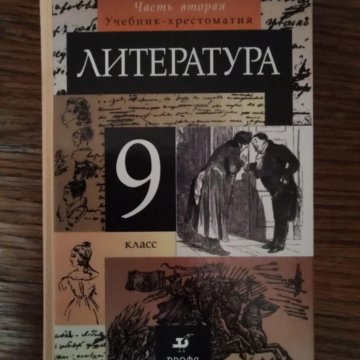 Часть вторая
Учебник-хрестоматия
ЛИТЕРАТУРА
9
класс
ДРОФА